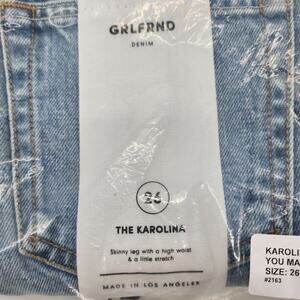 GRLFRND
DENIM
26
THE KAROLINA
Skinny leg with a high waist
& a little stretch
MADE IN LOS ANGELES
KAROLI
YOU MA
SIZE: 26
#2163